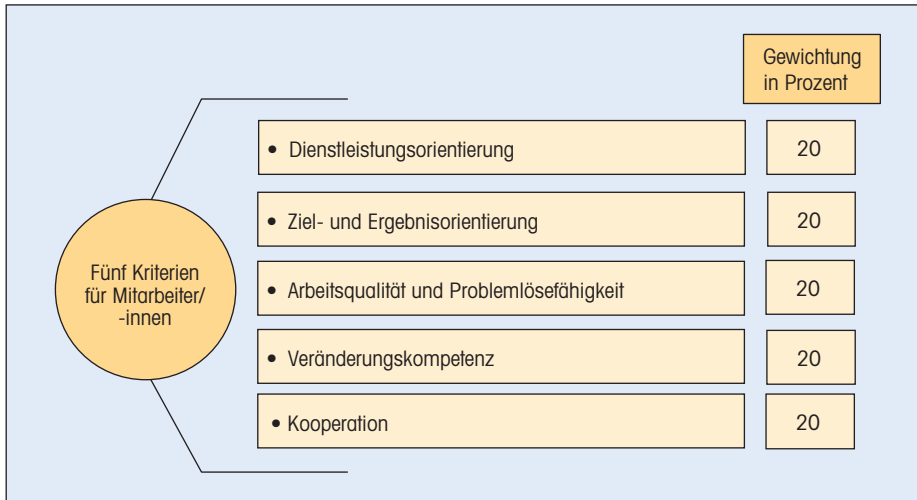 Gewichtung
in Prozent
• Dienstleistungsorientierung
20
• Ziel- und Ergebnisorientierung
20
Fünf Kriterien
für Mitarbeiter/
-innen
• Arbeitsqualität und Problemlösefähigkeit
20
• Veränderungskompetenz
20
• Kooperation
20